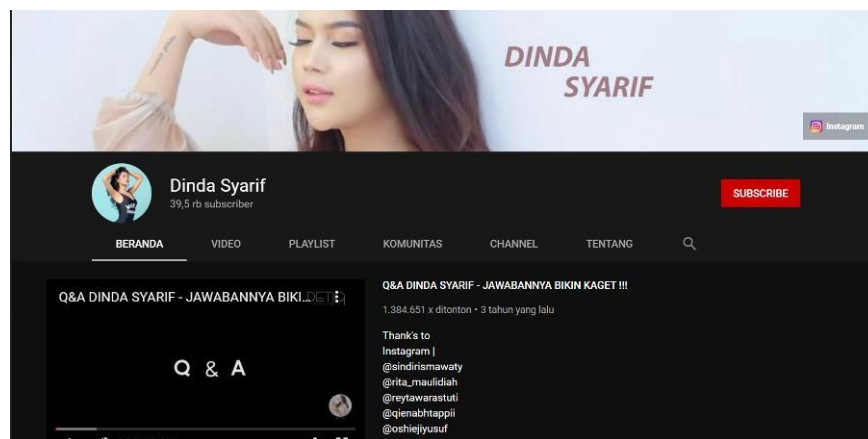 DINDA
SYARIF
Instagram
Dinda Syarif
39,5 rb subscriber
SUBSCRIBE
BERANDA VIDEO PLAYLIST KOMUNITAS CHANNEL TENTANG
Q&A DINDA SYARIF - JAWABANNYA BIKI...
Q & A
Q&A DINDA SYARIF - JAWABANNYA BIKIN KAGET !!!
1.384.651 x ditonton • 3 tahun yang lalu
Thank's to
Instagram |
@sindirismawaty
@rita_maulidiah
@reytawarastuti
@qienabhtappii
@oshiejiyusuf